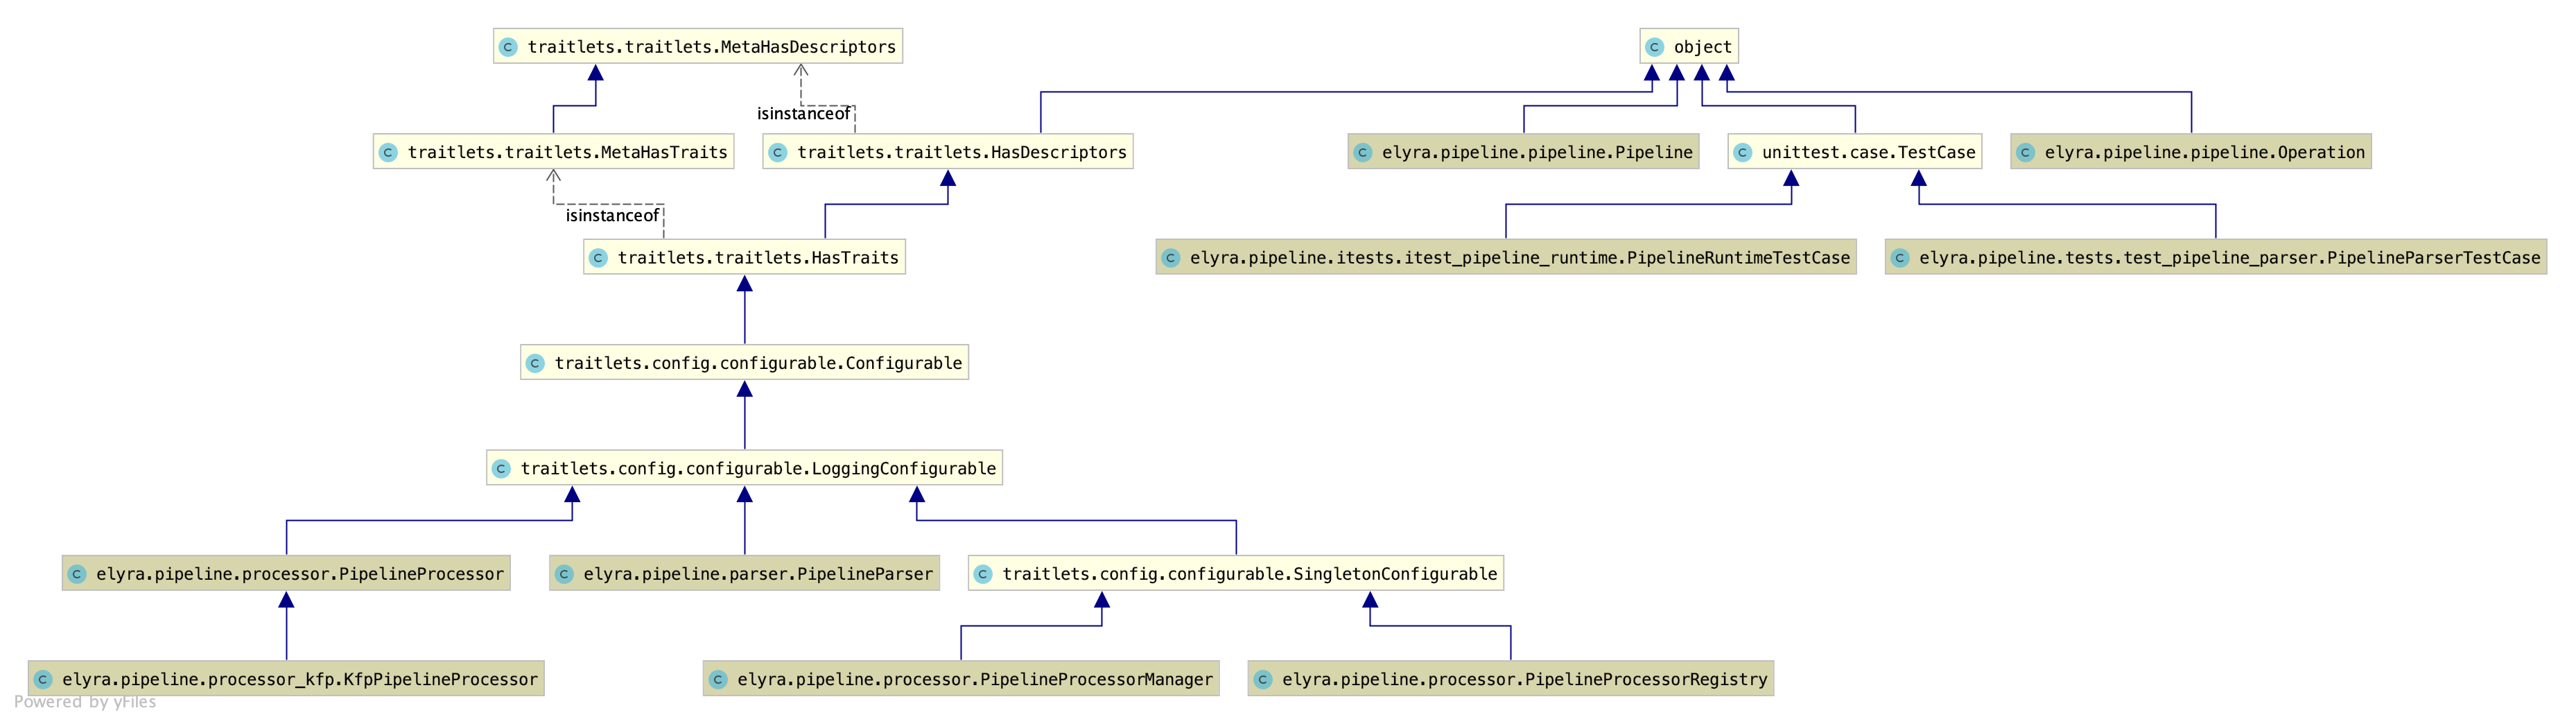 C traitlets.traitlets.MetaHasDescriptors
C object
isinstanceof
C traitlets.traitlets.MetaHasTraits
C traitlets.traitlets.HasDescriptors
C elyra.pipeline.pipeline.Pipeline
C unittest.case.TestCase
C elyra.pipeline.pipeline.Operation
isinstanceof
C traitlets.traitlets.HasTraits
C elyra.pipeline.itests.itest_pipeline_runtime.PipelineRuntimeTestCase
C elyra.pipeline.tests.test_pipeline_parser.PipelineParserTestCase
C traitlets.config.configurable.Configurable
C traitlets.config.configurable.LoggingConfigurable
C elyra.pipeline.processor.PipelineProcessor
C elyra.pipeline.parser.PipelineParser
C traitlets.config.configurable.SingletonConfigurable
C elyra.pipeline.processor_kfp.KfpPipelineProcessor
C elyra.pipeline.processor.PipelineProcessorManager
C elyra.pipeline.processor.PipelineProcessorRegistry
Powered by yFiles